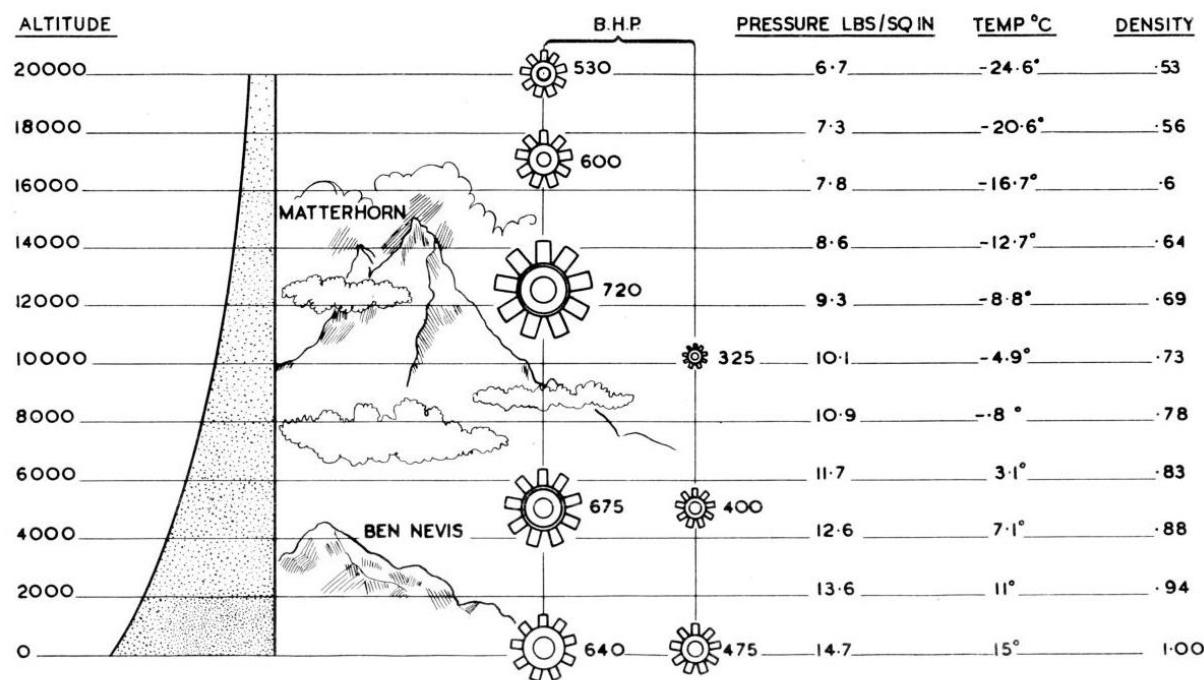 ALTITUDE B.H.P. PRESSURE LBS/SQ IN TEMP °C DENSITY
20000 530 6·7 -24·6° ·53
18000 7·3 -20·6° ·56
600
16000 7·8 -16·7° ·6
MATTERHORN
14000 8·6 -12·7° ·64
720
12000 9·3 -8·8° ·69
10000 325 10·1 -4·9° ·73
8000 10·9 -·8° ·78
6000 11·7 3·1° ·83
675 400
4000 BEN NEVIS 12·6 7·1° ·88
2000 13·6 11° ·94
0 640 475 14·7 15° 1·00